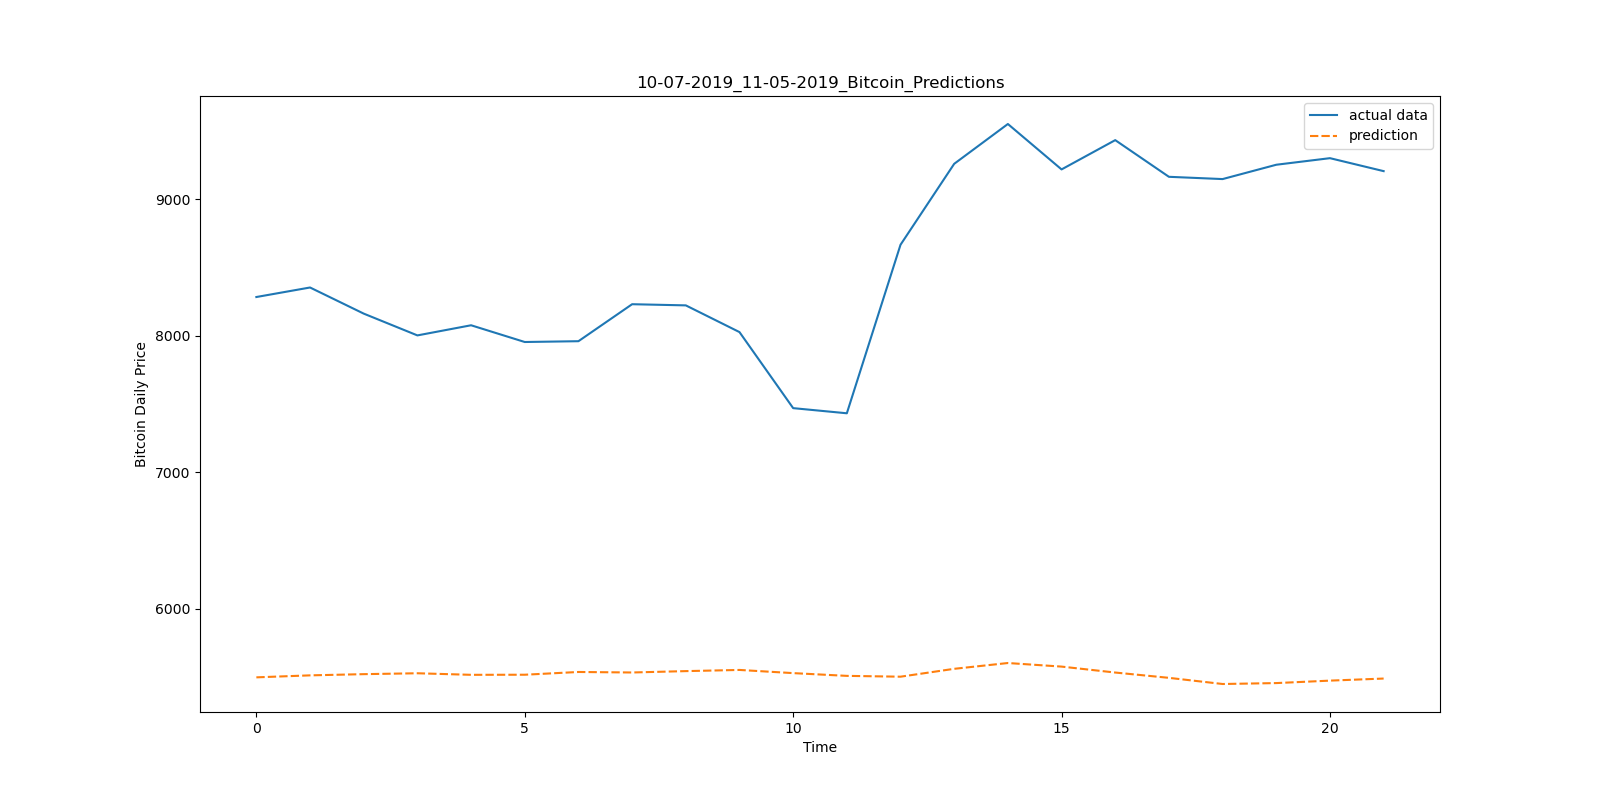 10-07-2019_11-05-2019_Bitcoin_Predictions
actual data
prediction
9000
8000
7000
6000
Bitcoin Daily Price
0 5 10 15 20
Time